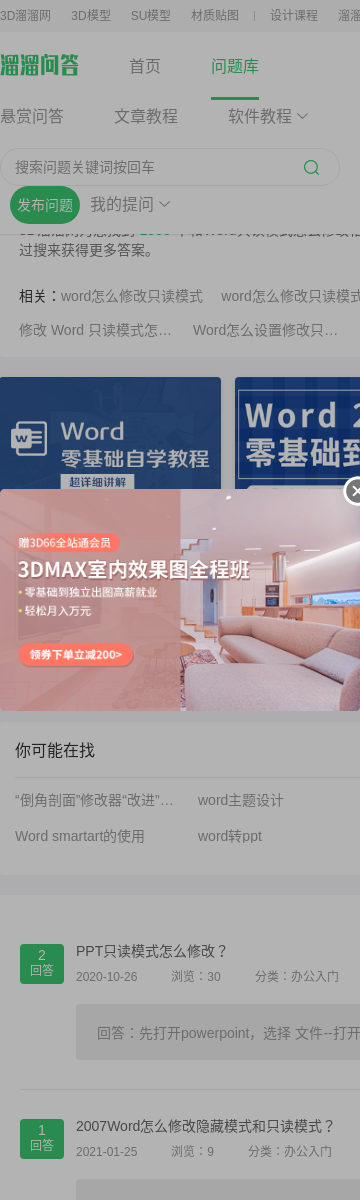 3D溜溜网 3D模型 SU模型 材质贴图 设计课程 溜溜
溜溜问答 首页 问题库
悬赏问答 文章教程 软件教程
搜索问题关键词按回车
发布问题 我的提问
过搜来获得更多答案。
相关：word怎么修改只读模式 word怎么修改只读模式
修改 Word 只读模式怎… Word怎么设置修改只…
Word
零基础自学教程
超详细讲解
Word 2
零基础到
赠3D66全站通会员
3DMAX室内效果图全程班
• 零基础到独立出图高薪就业
• 轻松月入万元
领券下单立减200>
你可能在找
“倒角剖面”修改器“改进”… word主题设计
Word smartart的使用 word转ppt
2
回答
PPT只读模式怎么修改？
2020-10-26 浏览：30 分类：办公入门
回答：先打开powerpoint，选择 文件--打开
1
回答
2007Word怎么修改隐藏模式和只读模式？
2021-01-25 浏览：9 分类：办公入门